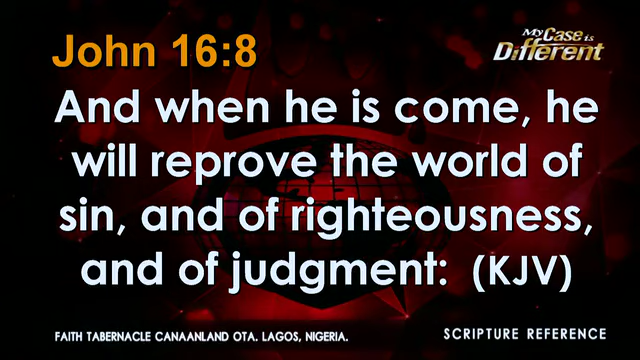 John 16:8
My Case is
Different
And when he is come, he
will reprove the world of
sin, and of righteousness,
and of judgment: (KJV)
FAITH TABERNACLE CANAANLAND OTA. LAGOS, NIGERIA.
SCRIPTURE REFERENCE